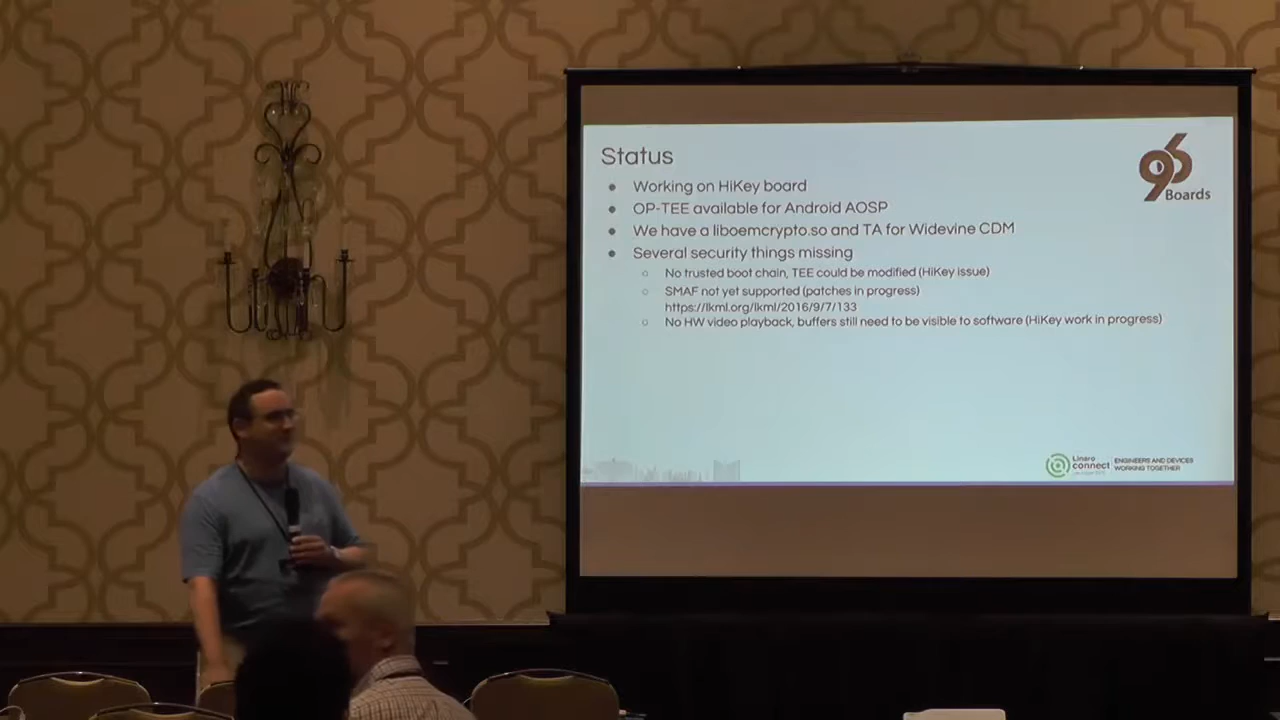 Status
96
Boards
Working on HiKey board
OP-TEE available for Android AOSP
We have a liboemcrypto.so and TA for Widevine CDM
Several security things missing
No trusted boot chain, TEE could be modified (HiKey issue)
SMAF not yet supported (patches in progress)
https://lkml.org/lkml/2016/9/7/133
No HW video playback, buffers still need to be visible to software (HiKey work in progress)
Linaro
connect
ENGINEERS AND DEVICES
WORKING TOGETHER